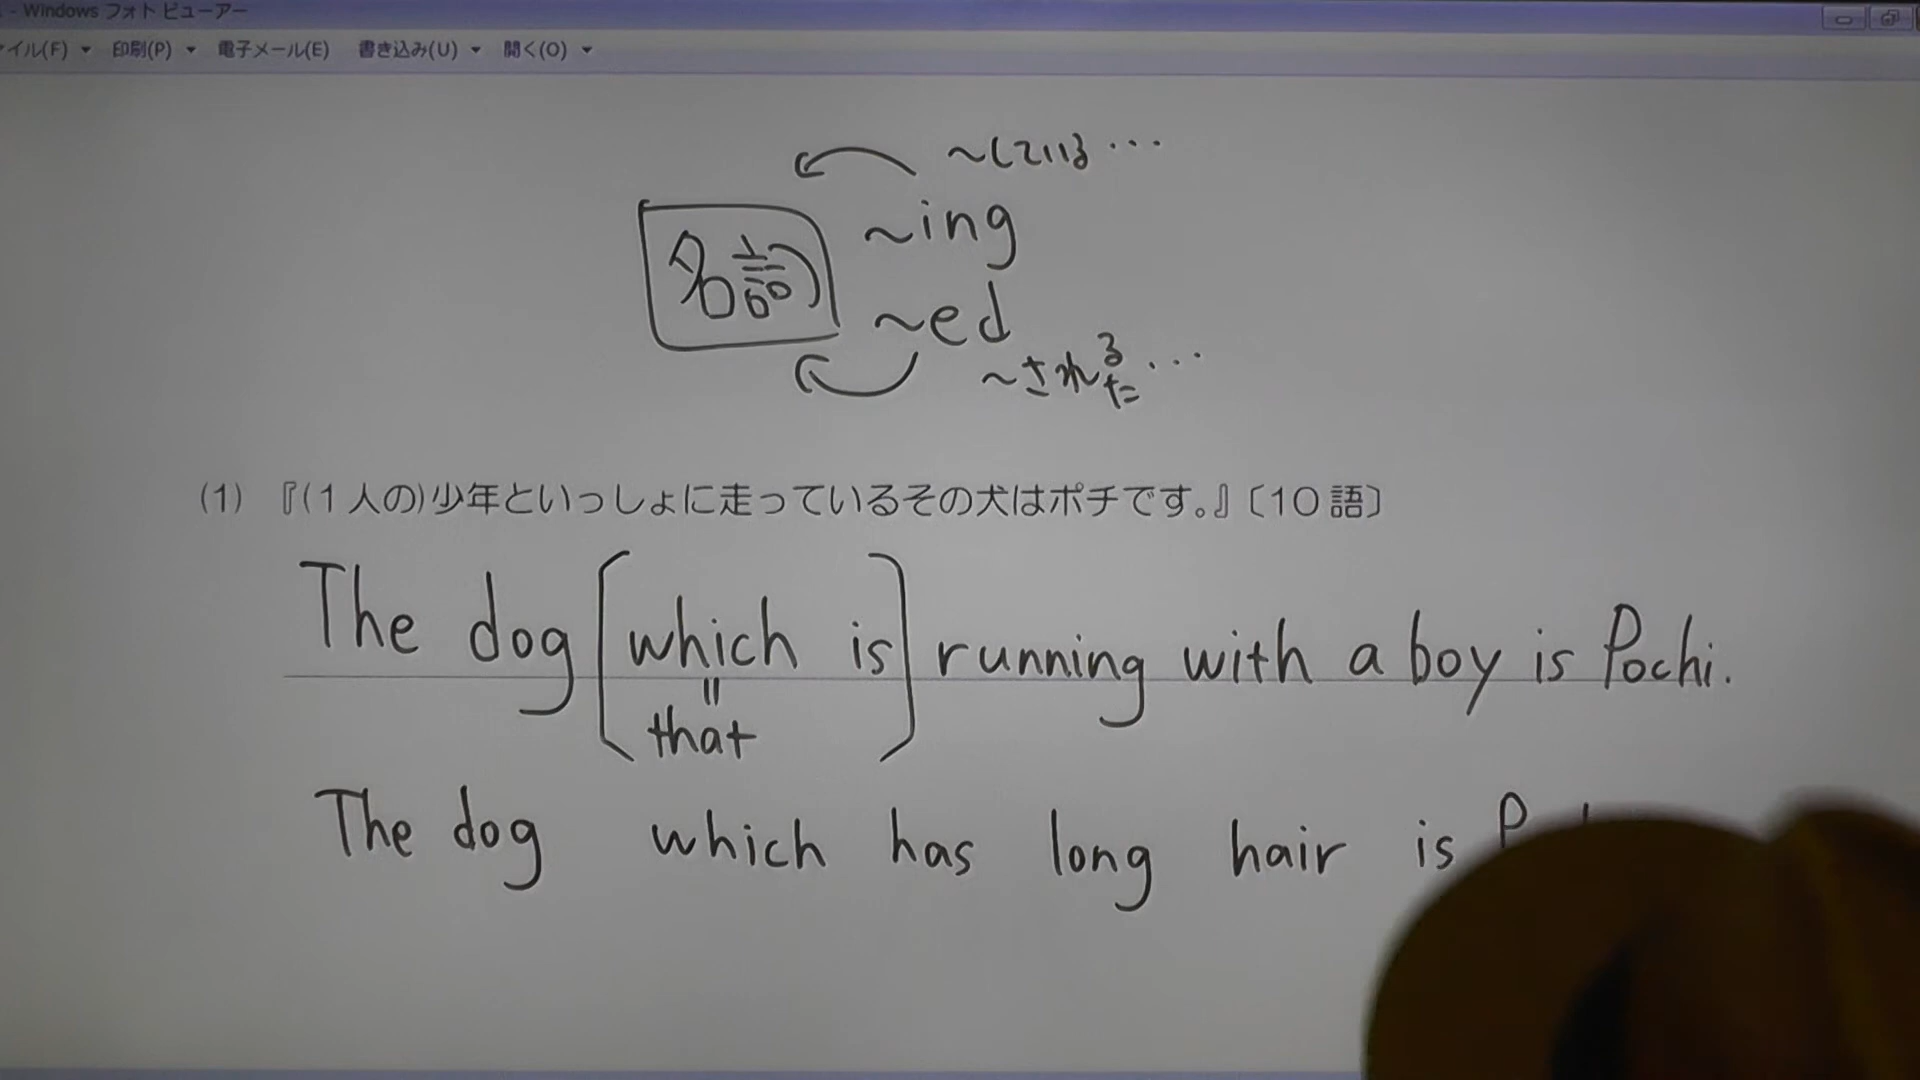 - Windows フォト ビューアー
イル(F) 印刷(P) 電子メール(E) 書き込み(U) 開く(O)
~している…
名詞 ~ing
~ed
~される…
た
(1) 『(1人の)少年といっしょに走っているその犬はポチです。』〔10語〕
The dog [which is] running with a boy is Pochi.
=
that
The dog which has long hair is